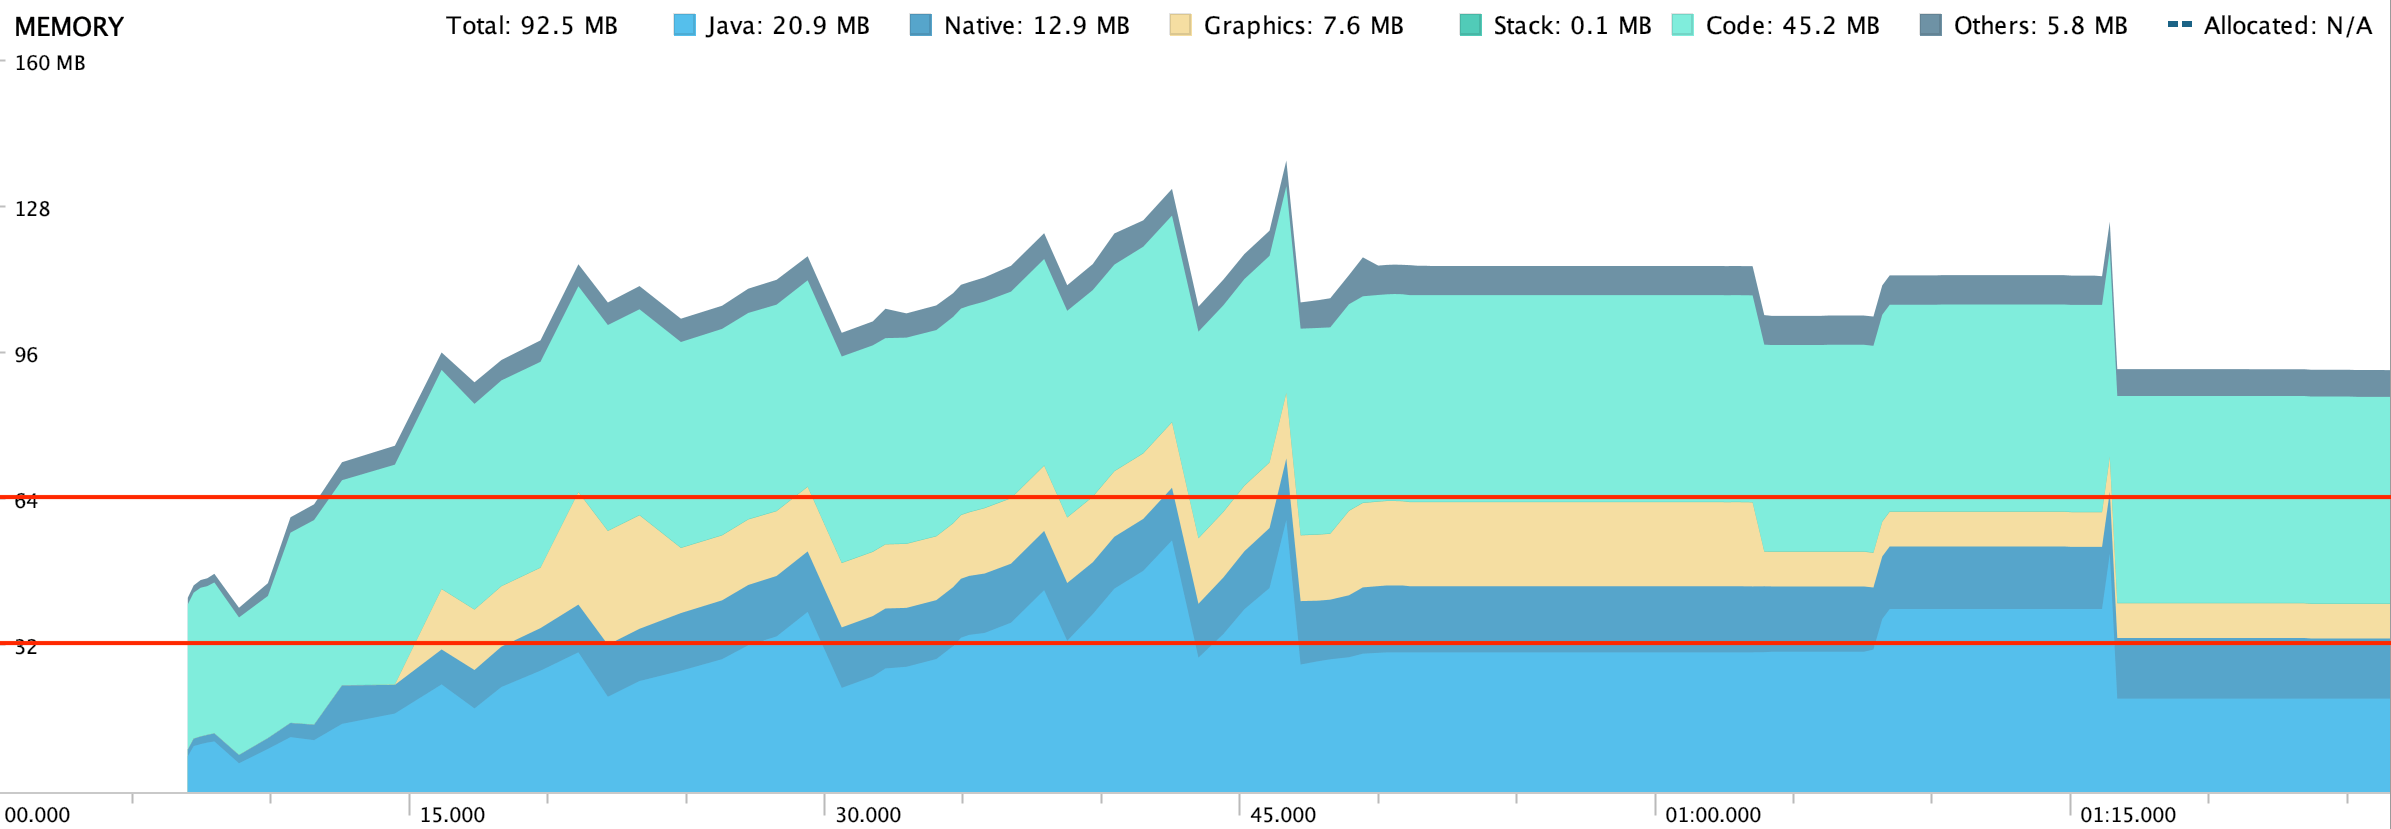 MEMORY Total: 92.5 MB Java: 20.9 MB Native: 12.9 MB Graphics: 7.6 MB Stack: 0.1 MB Code: 45.2 MB Others: 5.8 MB Allocated: N/A
160 MB
128
96
64
32
00.000 15.000 30.000 45.000 01:00.000 01:15.000